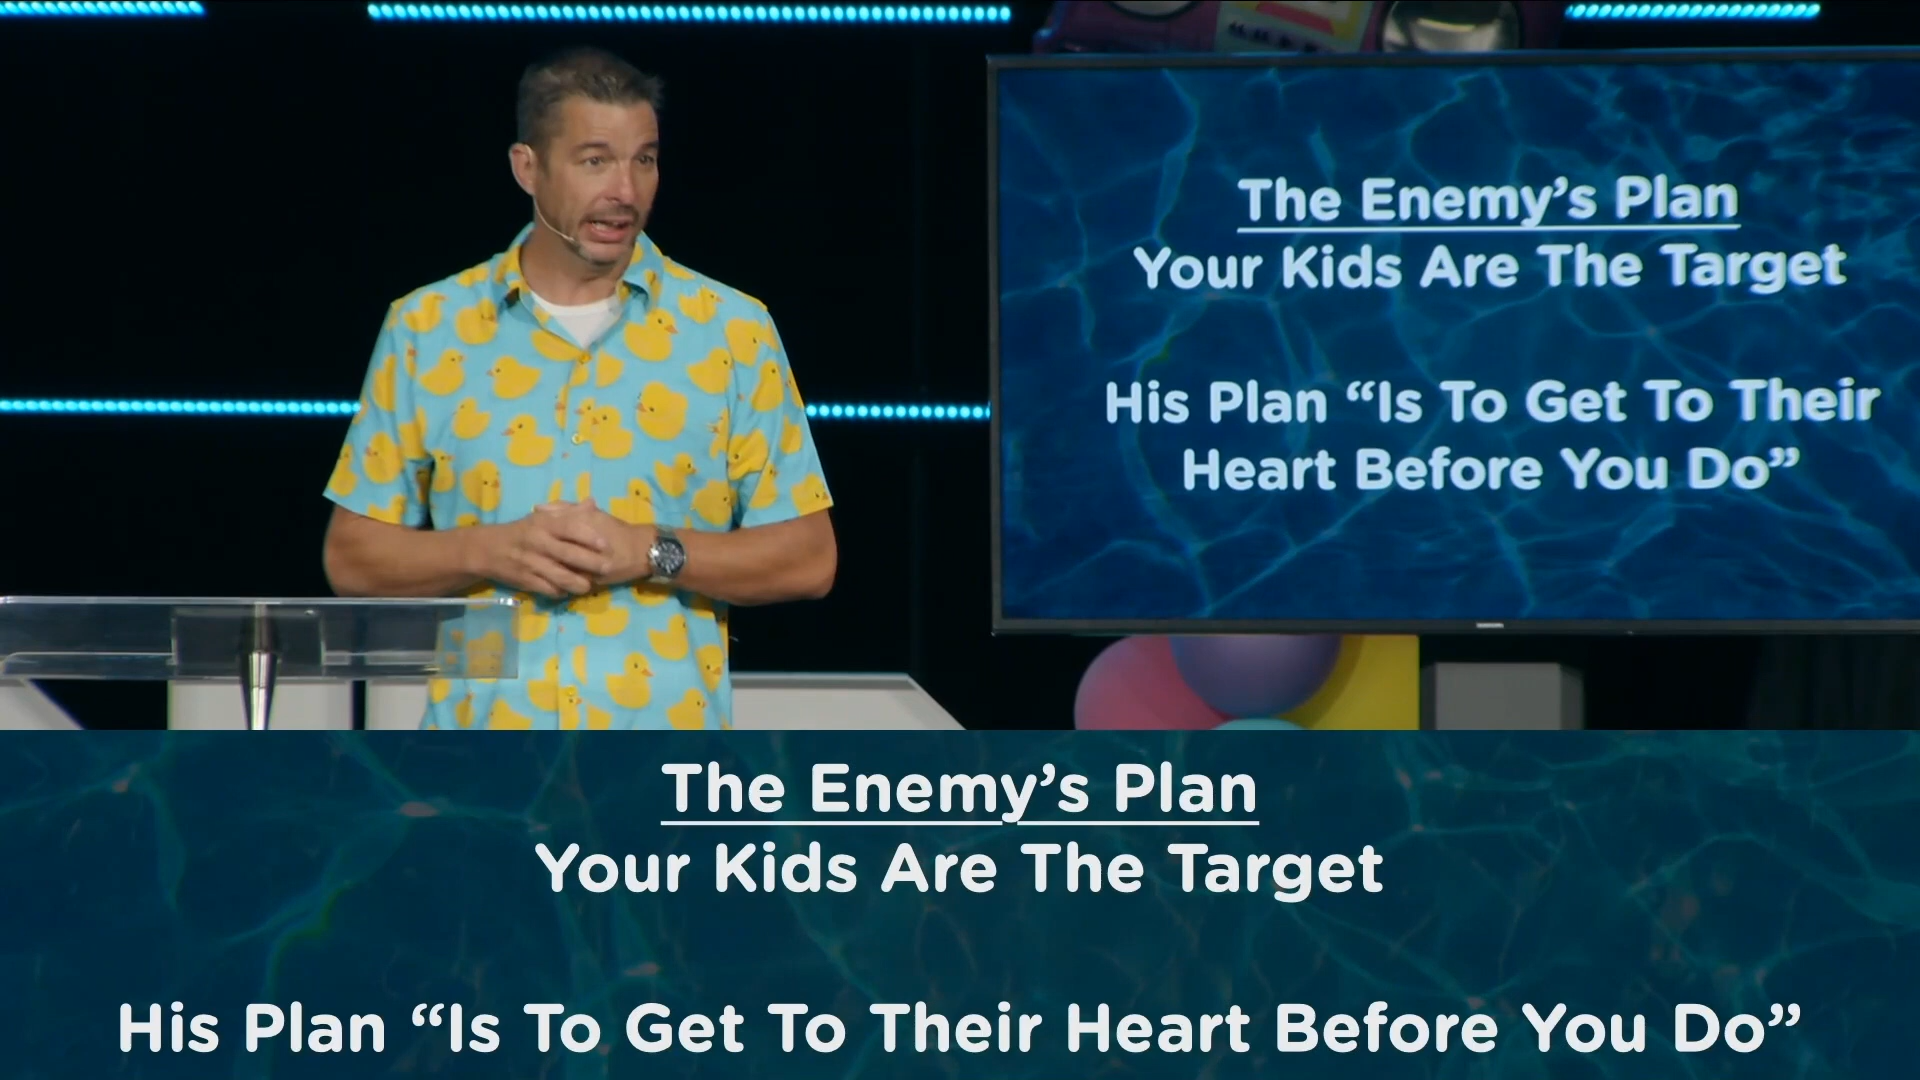 The Enemy’s Plan
Your Kids Are The Target
His Plan “Is To Get To Their
Heart Before You Do”
The Enemy’s Plan
Your Kids Are The Target
His Plan “Is To Get To Their Heart Before You Do”